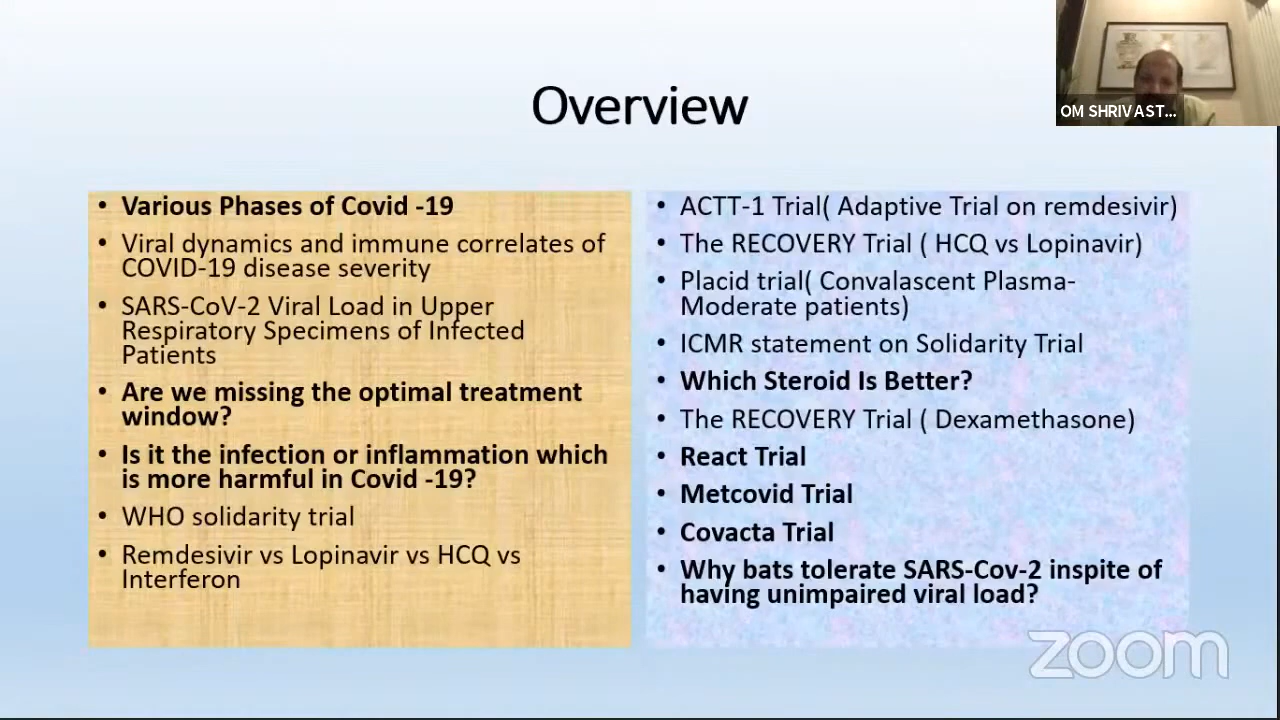 Overview
OM SHRIVAST...
• Various Phases of Covid -19
• Viral dynamics and immune correlates of
COVID-19 disease severity
• SARS-CoV-2 Viral Load in Upper
Respiratory Specimens of Infected
Patients
• Are we missing the optimal treatment
window?
• Is it the infection or inflammation which
is more harmful in Covid -19?
• WHO solidarity trial
• Remdesivir vs Lopinavir vs HCQ vs
Interferon
• ACTT-1 Trial( Adaptive Trial on remdesivir)
• The RECOVERY Trial ( HCQ vs Lopinavir)
• Placid trial( Convalascent Plasma-
Moderate patients)
• ICMR statement on Solidarity Trial
• Which Steroid Is Better?
• The RECOVERY Trial ( Dexamethasone)
• React Trial
• Metcovid Trial
• Covacta Trial
• Why bats tolerate SARS-Cov-2 inspite of
having unimpaired viral load?
zoom